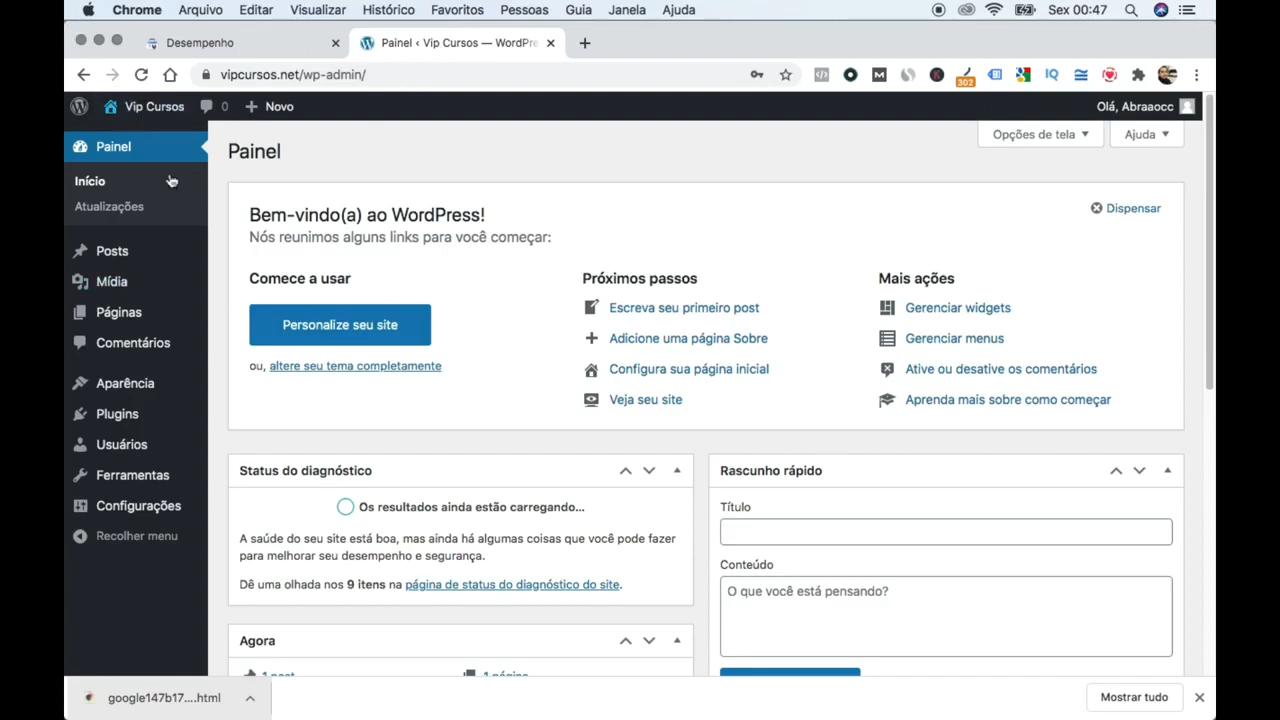 Chrome Arquivo Editar Visualizar Histórico Favoritos Pessoas Guia Janela Ajuda Sex 00:47
Desempenho
Painel ‹ Vip Cursos — WordPre
vipcursos.net/wp-admin/
302
IQ
Vip Cursos 0 Novo
Olá, Abraaocc
Painel
Início
Atualizações
Posts
Mídia
Páginas
Comentários
Aparência
Plugins
Usuários
Ferramentas
Configurações
Recolher menu
Opções de tela
Ajuda
Painel
Bem-vindo(a) ao WordPress!
Dispensar
Nós reunimos alguns links para você começar:
Comece a usar
Personalize seu site
ou, altere seu tema completamente
Próximos passos
Escreva seu primeiro post
Adicione uma página Sobre
Configura sua página inicial
Veja seu site
Mais ações
Gerenciar widgets
Gerenciar menus
Ative ou desative os comentários
Aprenda mais sobre como começar
Status do diagnóstico
Os resultados ainda estão carregando...
A saúde do seu site está boa, mas ainda há algumas coisas que você pode fazer
para melhorar seu desempenho e segurança.
Dê uma olhada nos 9 itens na página de status do diagnóstico do site.
Agora
1 post
1 página
Rascunho rápido
Título
Conteúdo
O que você está pensando?
google147b17....html
Mostrar tudo